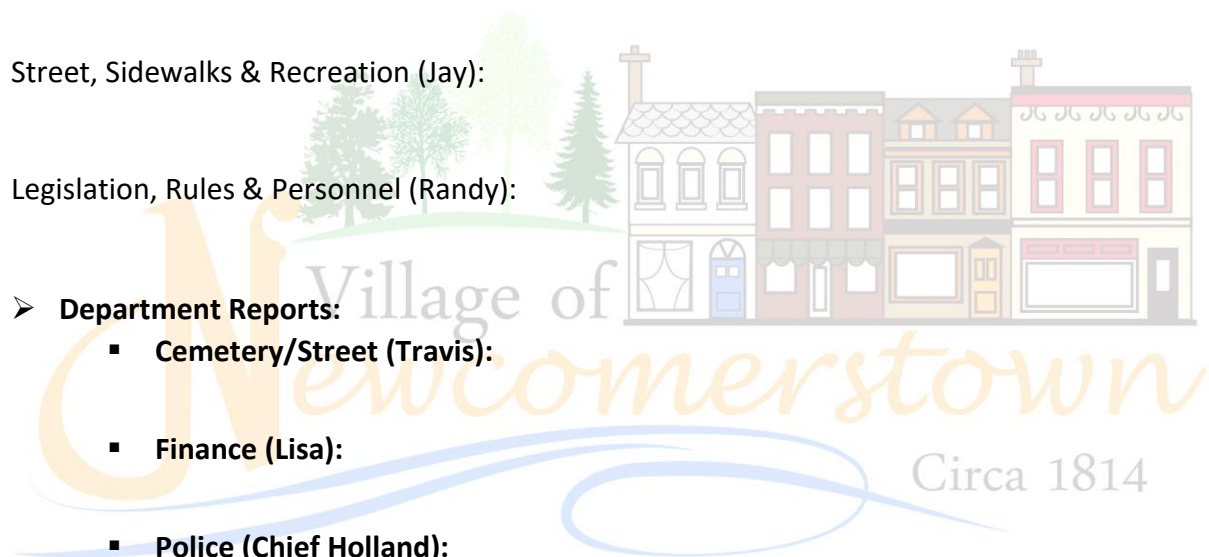 Street, Sidewalks & Recreation (Jay):
Legislation, Rules & Personnel (Randy):
➢ Department Reports:
Village of
▪ Cemetery/Street (Travis):
Newcomerstown
▪ Finance (Lisa):
Circa 1814
▪ Police (Chief Holland):